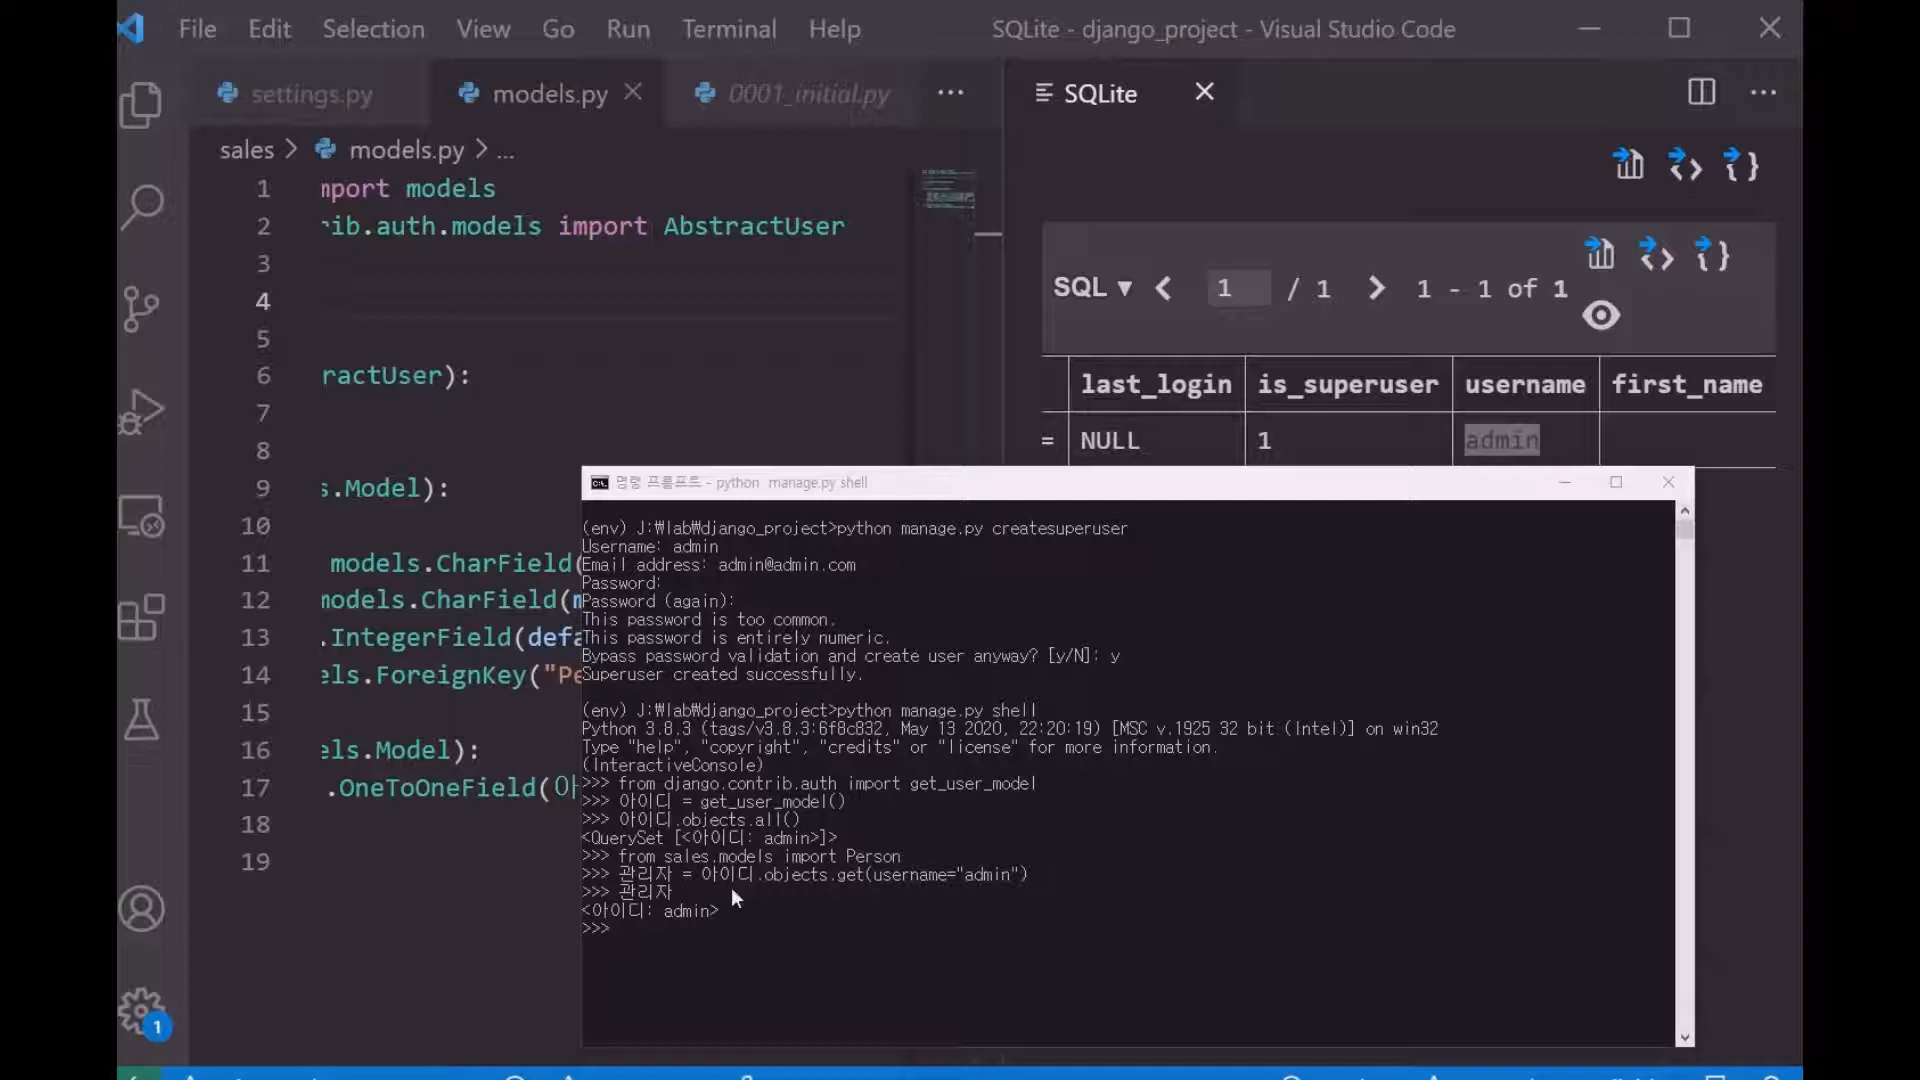 File Edit Selection View Go Run Terminal Help SQLite - django_project - Visual Studio Code
settings.py models.py 0001_initial.py ···
SQLite
sales > models.py > ...
1 mport models
2 rib.auth.models import AbstractUser
3
4
5
6 ractUser):
7
8
9 s.Model):
10
11 models.CharField(
12 models.CharField(m
13 .IntegerField(defa
14 els.ForeignKey("Pe
15
16 els.Model):
17 .OneToOneField(아
18
19
SQL ▾ < 1 / 1 > 1 - 1 of 1
last_login is_superuser username first_name
= NULL 1 admin
명령 프롬프트 - python manage.py shell
(env) J:₩lab₩django_project>python manage.py createsuperuser
Username: admin
Email address: admin@admin.com
Password:
Password (again):
This password is too common.
This password is entirely numeric.
Bypass password validation and create user anyway? [y/N]: y
Superuser created successfully.
(env) J:₩lab₩django_project>python manage.py shell
Python 3.8.3 (tags/v3.8.3:6f8c832, May 13 2020, 22:20:19) [MSC v.1925 32 bit (Intel)] on win32
Type "help", "copyright", "credits" or "license" for more information.
(InteractiveConsole)
>>> from django.contrib.auth import get_user_model
>>> 아이디 = get_user_model()
>>> 아이디.objects.all()
<QuerySet [<아이디: admin>]>
>>> from sales.models import Person
>>> 관리자 = 아이디.objects.get(username="admin")
>>> 관리자
<아이디: admin>
>>>
1